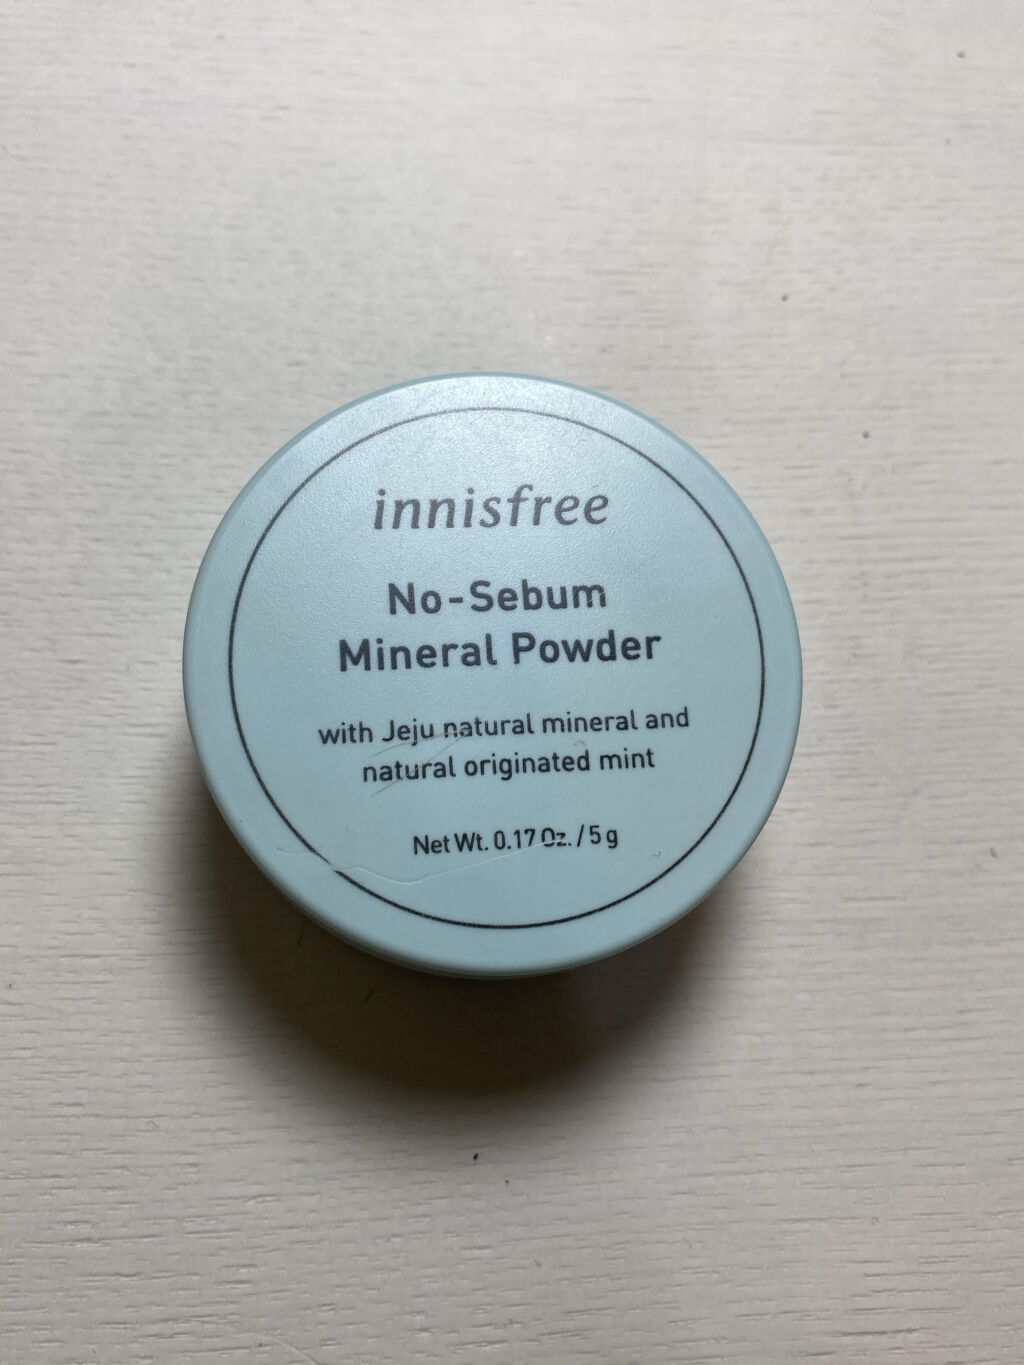 innisfree
No-Sebum
Mineral Powder
with Jeju natural mineral and
natural originated mint
Net Wt. 0.17 Oz. / 5 g